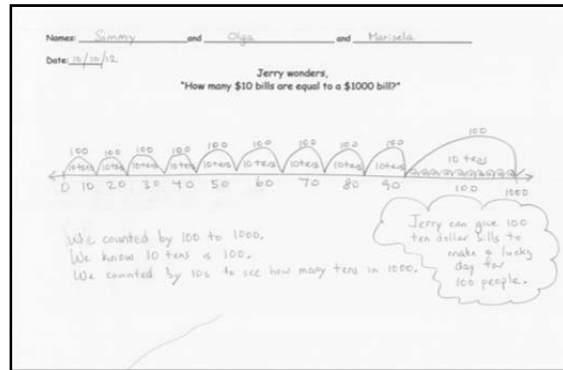 Names: Sammy and Olga and Marisela
Date: 10/10/12
Jerry wonders,
"How many $10 bills are equal to a $1000 bill?"
100 100 100 100 100 100 100 100 100 100
10 tens 10 tens 10 tens 10 tens 10 tens 10 tens 10 tens 10 tens 10 tens 10 tens
0 10 20 30 40 50 60 70 80 90 100 1000
We counted by 100 to 1000.
We know 10 tens is 100.
We counted by 10s to see how many tens in 1000.
Jerry can give 100
ten dollar bills to
make a lucky
day for
100 people.